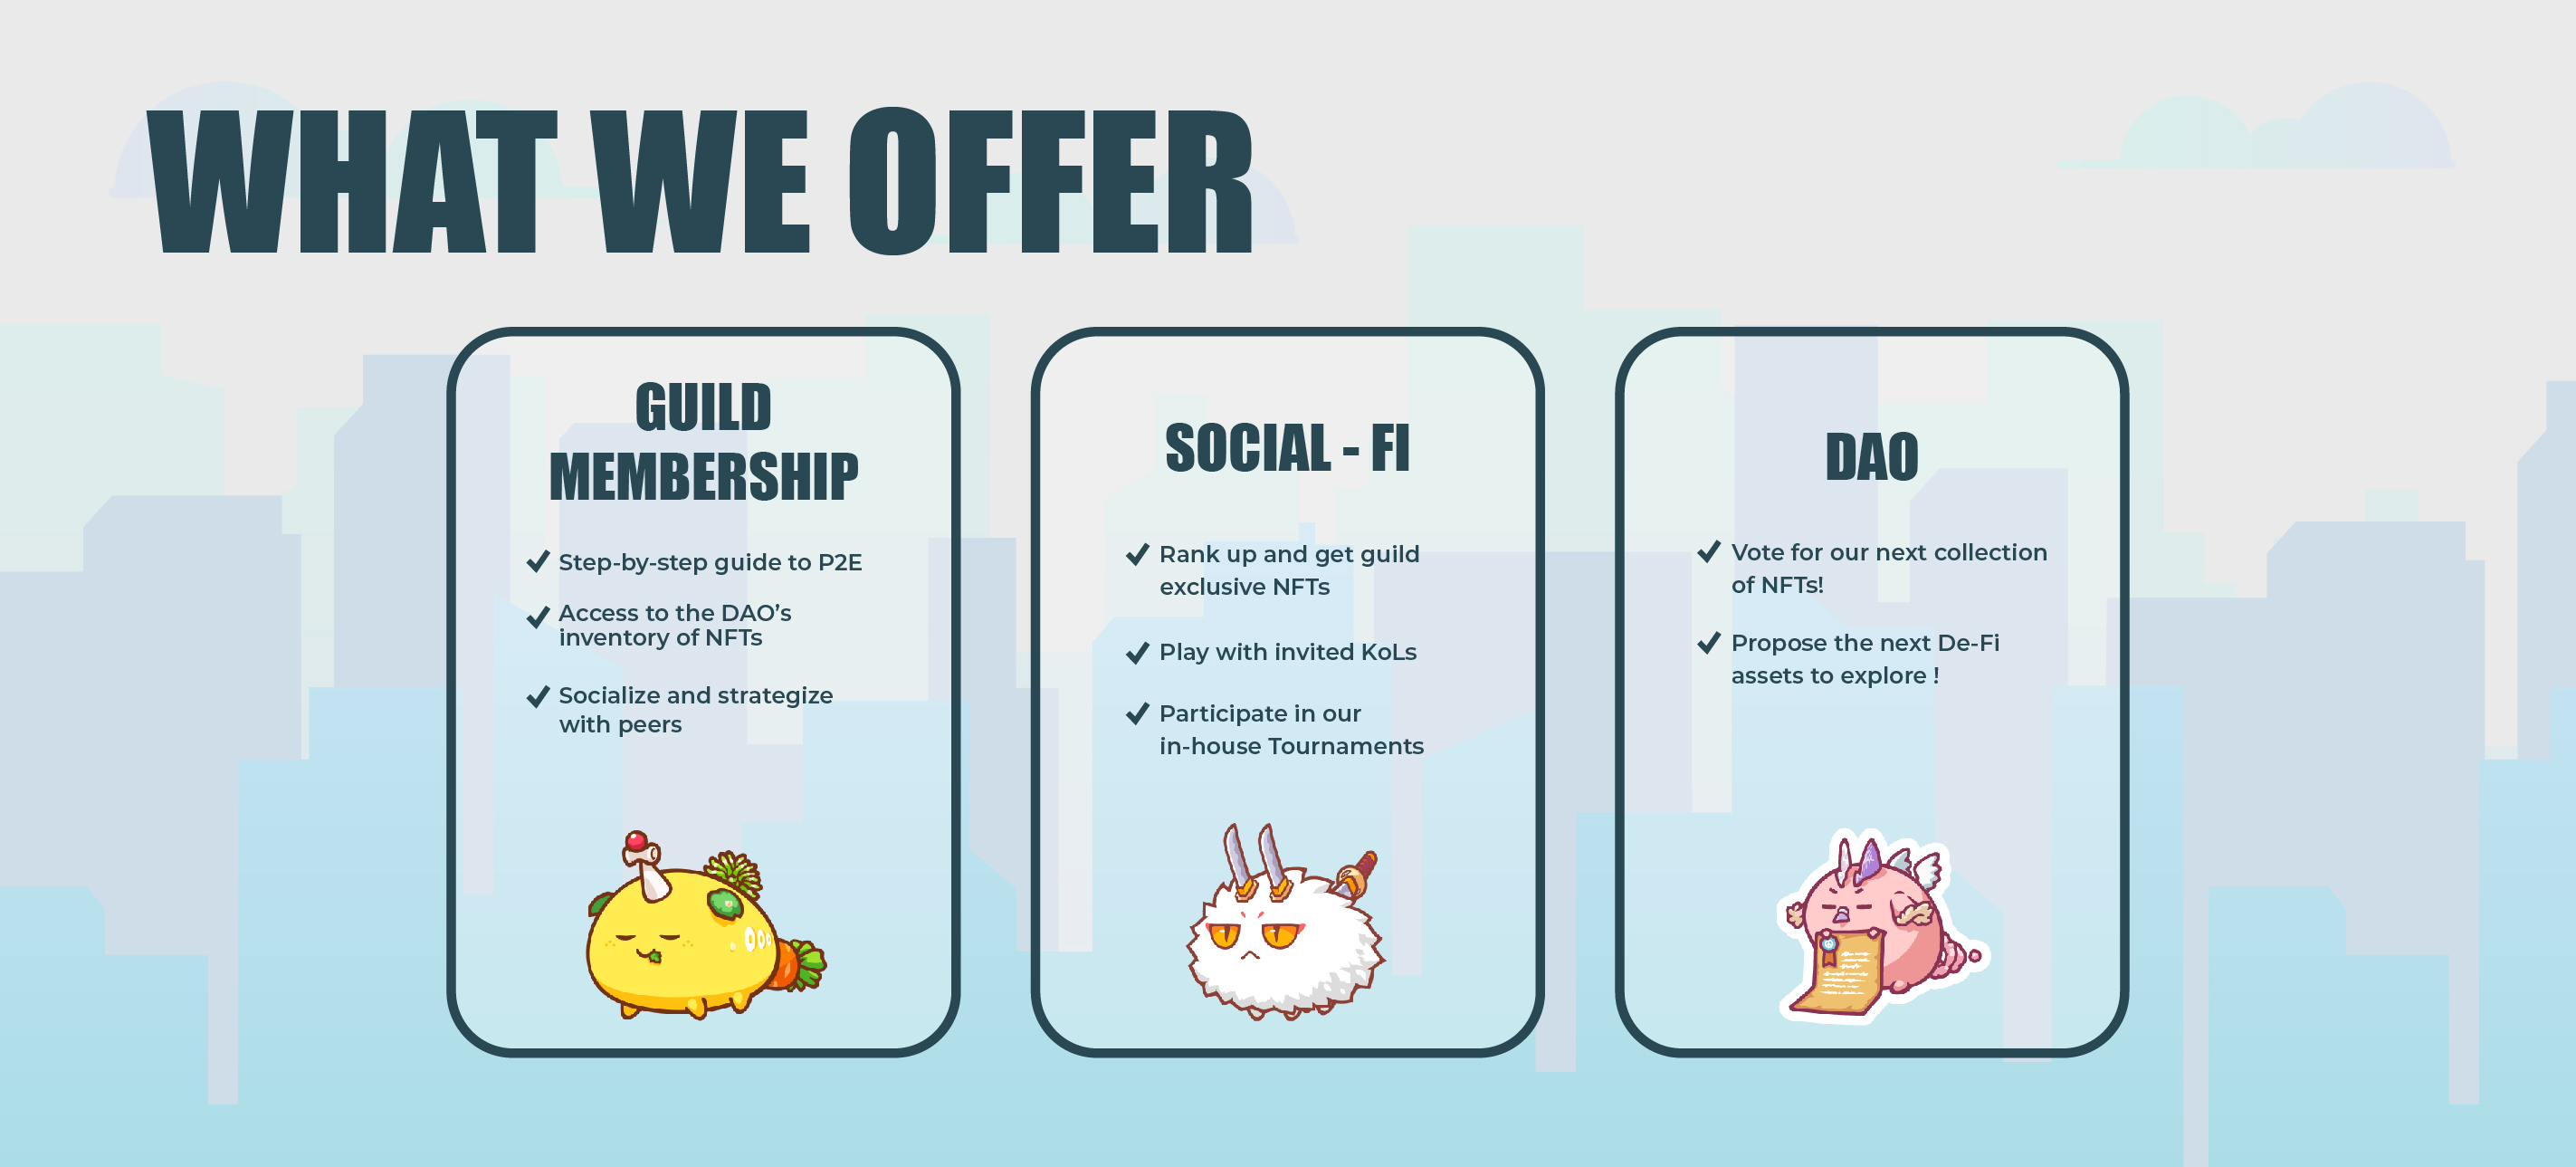 WHAT WE OFFER
GUILD
MEMBERSHIP
Step-by-step guide to P2E
Access to the DAO’s
inventory of NFTs
Socialize and strategize
with peers
SOCIAL - FI
Rank up and get guild
exclusive NFTs
Play with invited KoLs
Participate in our
in-house Tournaments
DAO
Vote for our next collection
of NFTs!
Propose the next De-Fi
assets to explore !